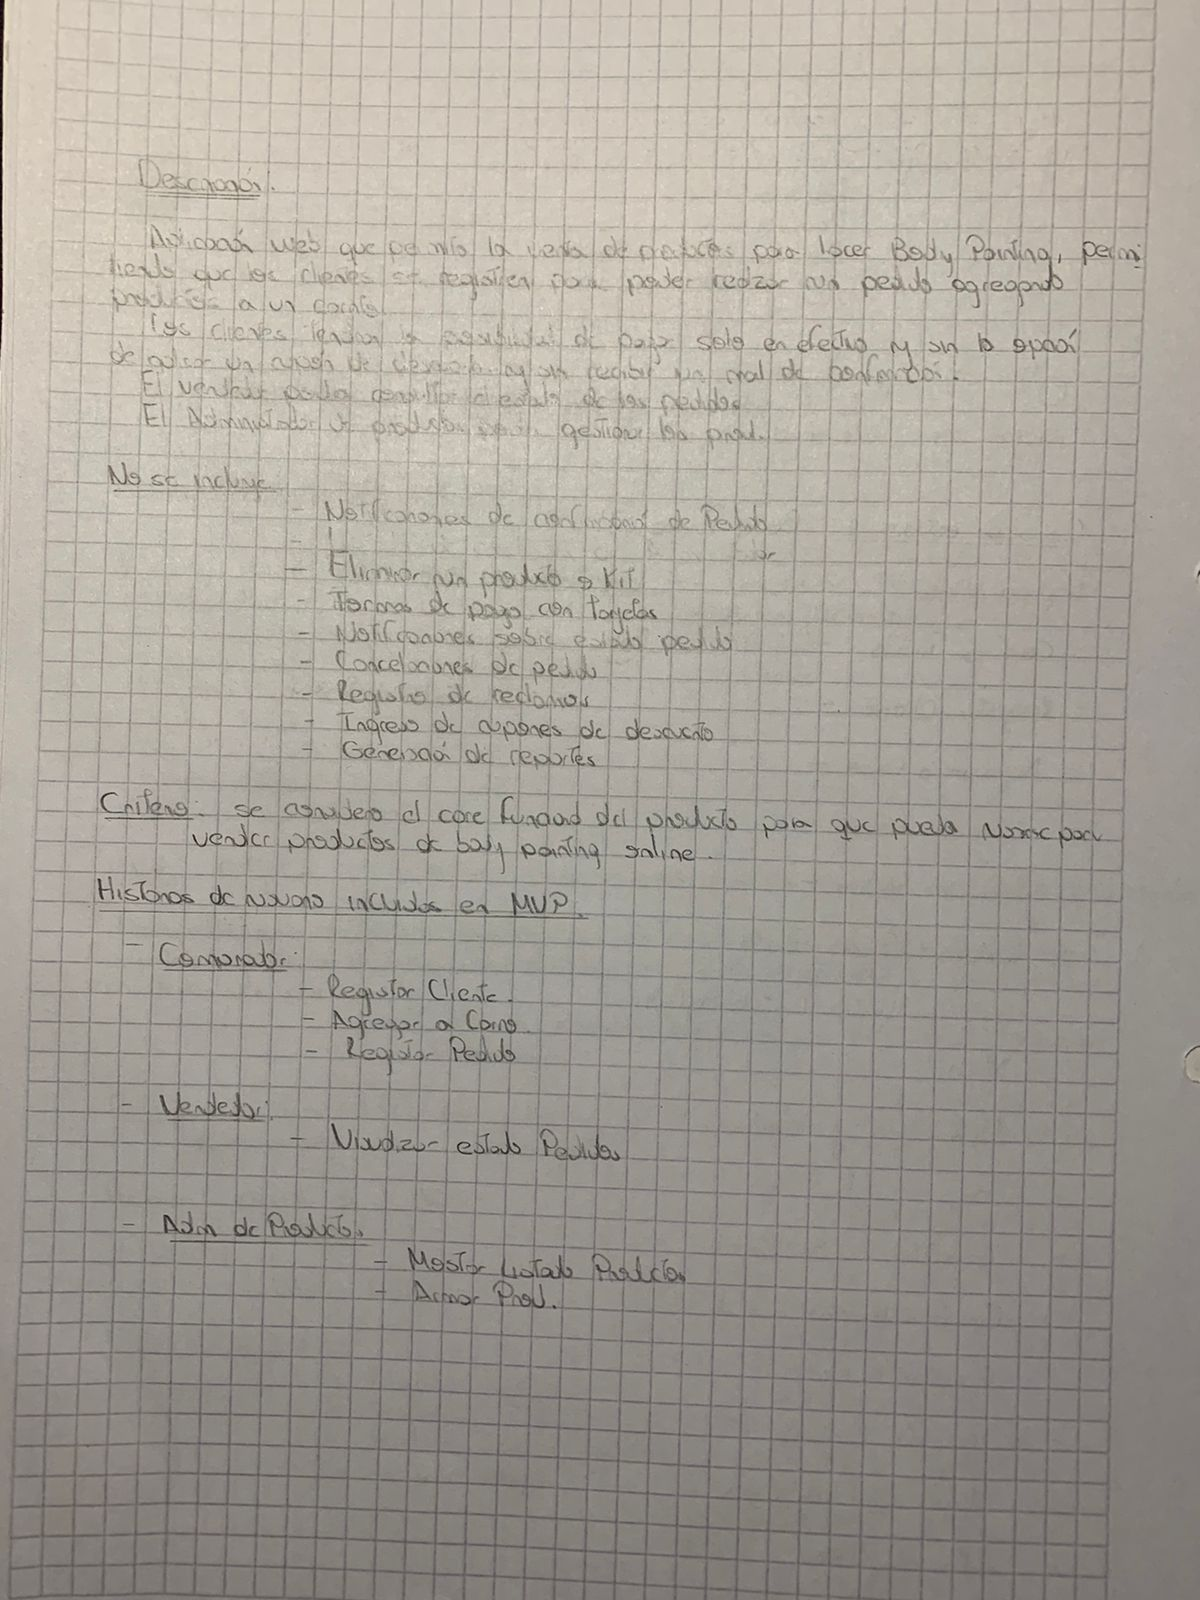 Descripción.
Aplicación web que permita la venta de productos para hacer Body Painting, permi-
tiendo que los clientes se registren para poder realizar un pedido agregando
productos a un carrito.
Los clientes tendrán la posibilidad de pagar solo en efectivo y sin la opción
de aplicar un cupón de descuento y sin recibir un mail de confirmación.
El vendedor podrá consultar el estado de los pedidos
El Administrador de productos podrá gestionar los prod.
No se incluye
- Notificaciones de confirmación de Pedido
-
- Eliminar un producto o Kit
- Formas de pago con tarjetas
- Notificaciones sobre estado pedido
- Cancelaciones de pedido
- Registro de reclamos
- Ingreso de cupones de descuento
- Generación de reportes
Criterio: se considero el core funcional del producto para que pueda
vender productos de body painting online.
Historias de usuario incluidas en MVP.
- Comprador:
- Registrar Cliente.
- Agregar al Carro.
- Registrar Pedido
- Vendedor:
- Visualizar estado Pedidos
- Adm de Productos
- Mostrar Listado Productos
- Armar Prod.